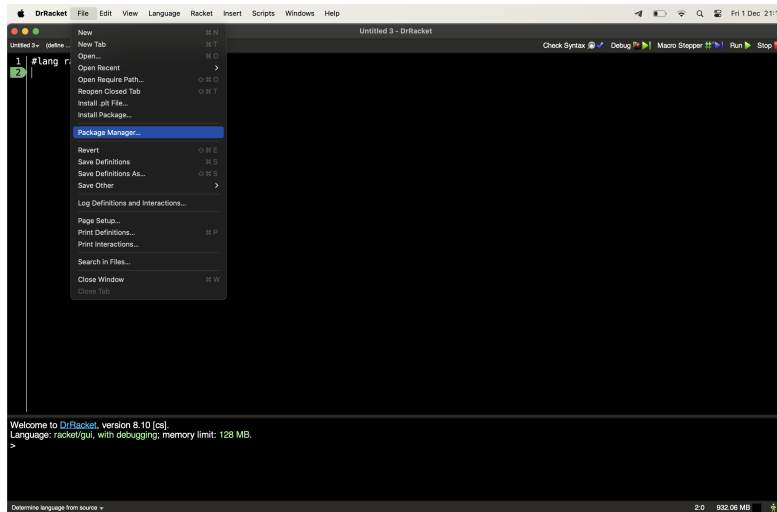 DrRacket File Edit View Language Racket Insert Scripts Windows Help Fri 1 Dec 21:
Untitled 3 - DrRacket
Untitled 3 (define ... Check Syntax Debug Macro Stepper Run Stop
1 #lang
2
New ⌘ N
New Tab ⌘ T
Open... ⌘ O
Open Recent >
Open Require Path... ⇧ ⌘ O
Reopen Closed Tab ⇧ ⌘ T
Install .plt File...
Install Package...
Package Manager...
Revert ⇧ ⌘ E
Save Definitions ⌘ S
Save Definitions As... ⇧ ⌘ S
Save Other >
Log Definitions and Interactions...
Page Setup...
Print Definitions... ⌘ P
Print Interactions...
Search in Files...
Close Window ⌘ W
Close Tab
Welcome to DrRacket, version 8.10 [cs].
Language: racket/gui, with debugging; memory limit: 128 MB.
>
Determine language from source 2:0 932.06 MB